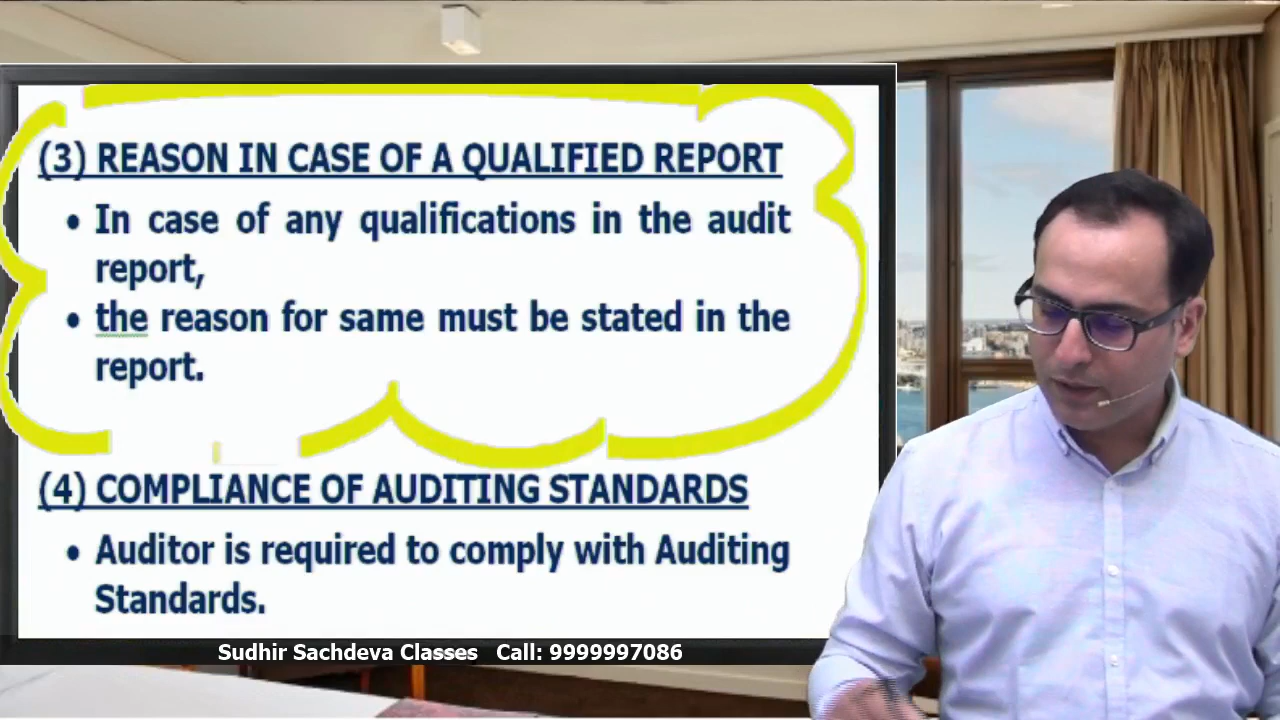 (3) REASON IN CASE OF A QUALIFIED REPORT
• In case of any qualifications in the audit
report,
• the reason for same must be stated in the
report.
(4) COMPLIANCE OF AUDITING STANDARDS
• Auditor is required to comply with Auditing
Standards.
Sudhir Sachdeva Classes Call: 9999997086